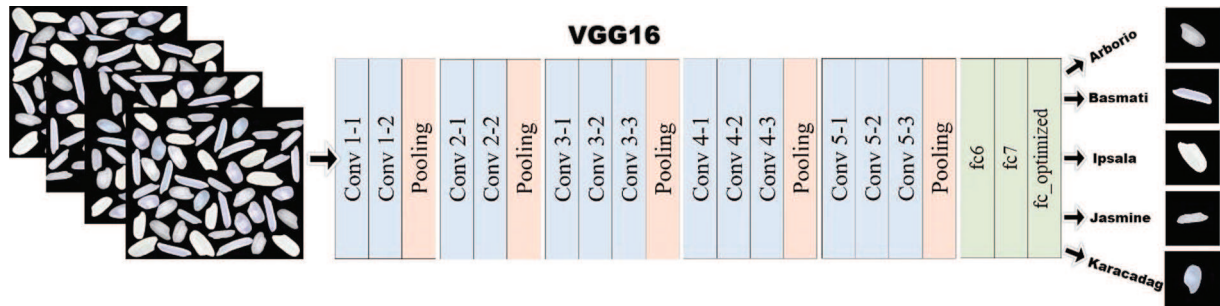 VGG16
Conv 1-1
Conv 1-2
Pooling
Conv 2-1
Conv 2-2
Pooling
Conv 3-1
Conv 3-2
Conv 3-3
Pooling
Conv 4-1
Conv 4-2
Conv 4-3
Pooling
Conv 5-1
Conv 5-2
Conv 5-3
Pooling
fc6
fc7
fc_optimized
Arborio
Basmati
Ipsala
Jasmine
Karacadag